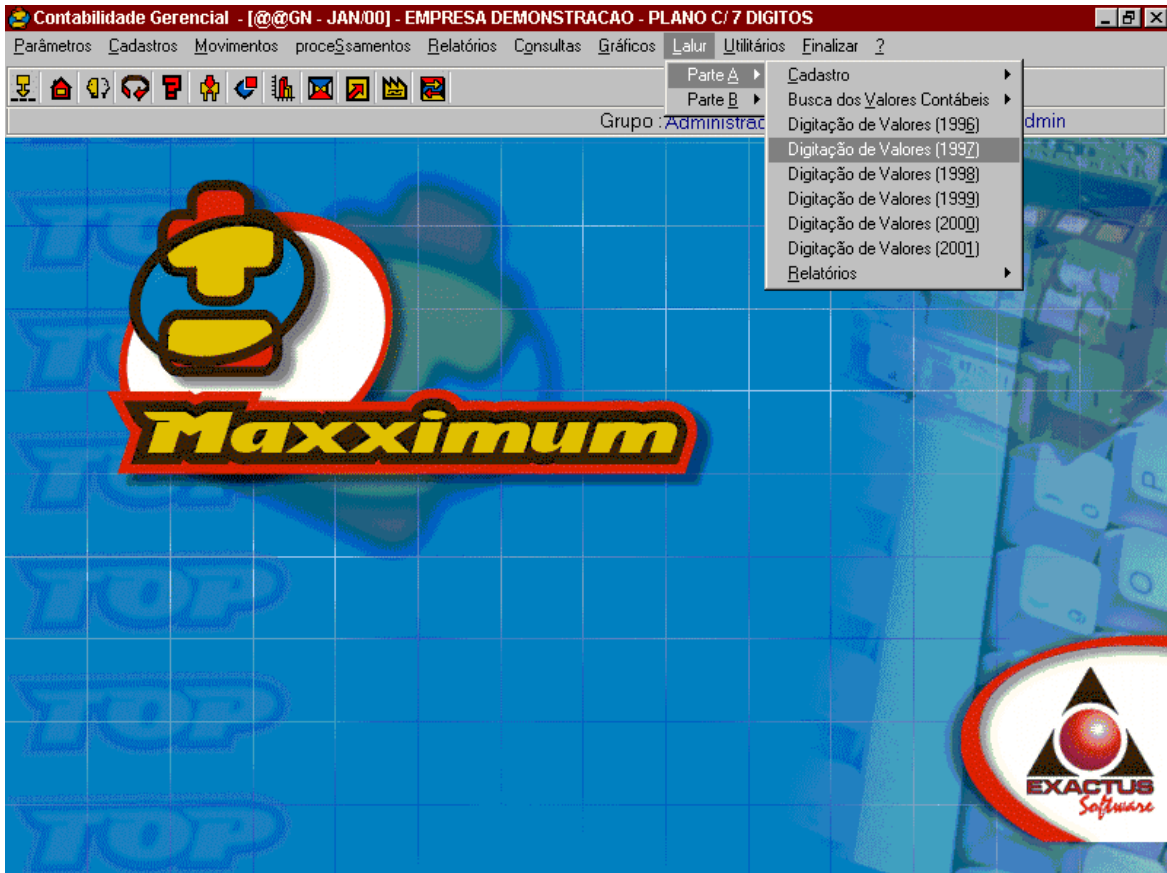 Contabilidade Gerencial - [@@GN - JAN/00] - EMPRESA DEMONSTRACAO - PLANO C/ 7 DIGITOS
Parâmetros Cadastros Movimentos proceSsamentos Relatórios Consultas Gráficos Lalur Utilitários Finalizar ?
Parte A
Parte B
Cadastro
Busca dos Valores Contábeis
Digitação de Valores (1996)
Digitação de Valores (1997)
Digitação de Valores (1998)
Digitação de Valores (1999)
Digitação de Valores (2000)
Digitação de Valores (2001)
Relatórios
Grupo : Administrad dmin
Maxximum
TOP
TOP
TOP
TOP
TOP
TOP
EXACTUS
Software